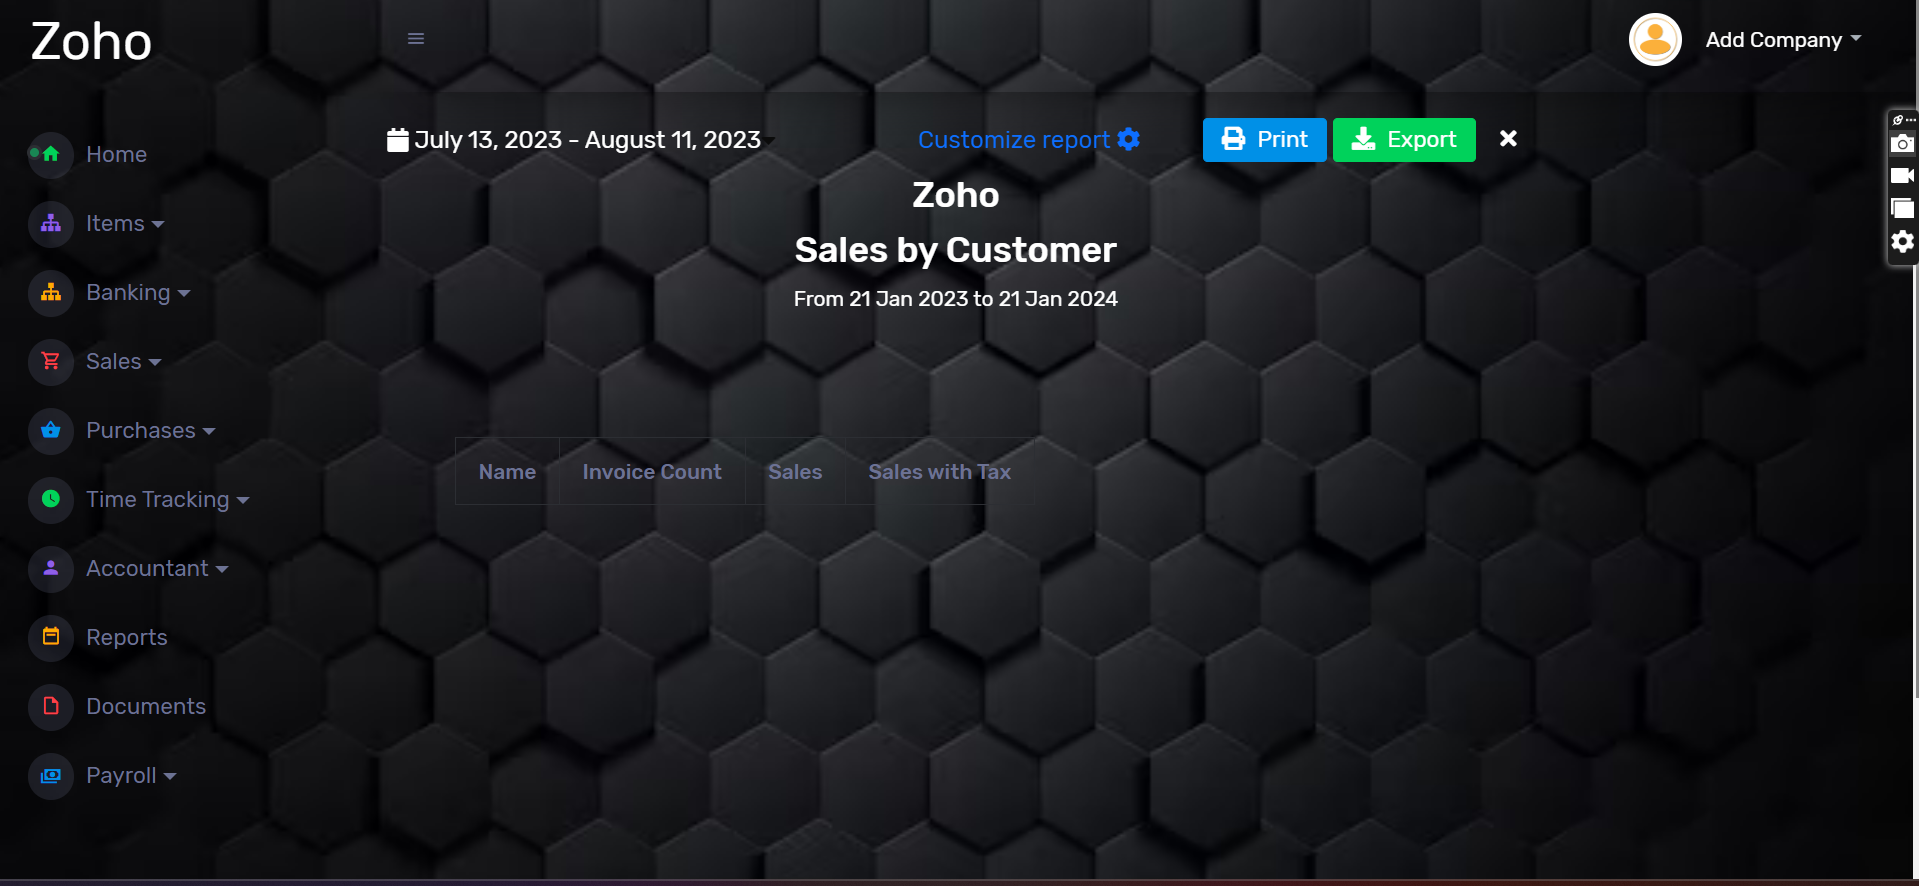 Zoho
Add Company
July 13, 2023 - August 11, 2023
Customize report
Print
Export
Zoho
Sales by Customer
From 21 Jan 2023 to 21 Jan 2024
Home
Items
Banking
Sales
Purchases
Time Tracking
Accountant
Reports
Documents
Payroll
Name Invoice Count Sales Sales with Tax